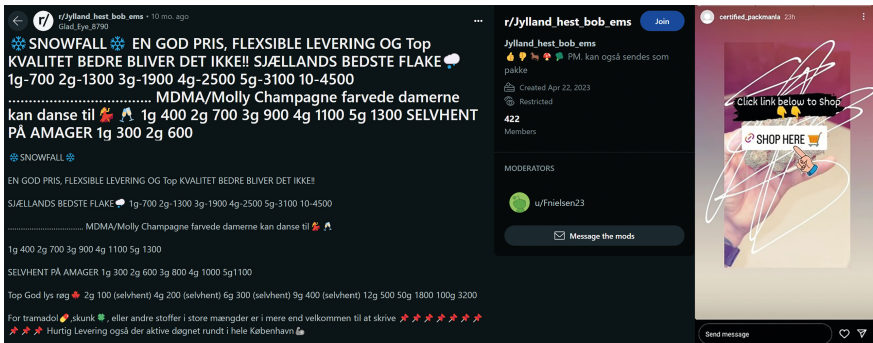 r/Jylland_hest_bob_ems • 10 mo. ago
Glad_Eye_8790
❄SNOWFALL❄ EN GOD PRIS, FLEXSIBLE LEVERING OG Top
KVALITET BEDRE BLIVER DET IKKE‼ SJÆLLANDS BEDSTE FLAKE🌨
1g-700 2g-1300 3g-1900 4g-2500 5g-3100 10-4500
.................................. MDMA/Molly Champagne farvede damerne
kan danse til 💃 🥂 1g 400 2g 700 3g 900 4g 1100 5g 1300 SELVHENT
PÅ AMAGER 1g 300 2g 600
❄SNOWFALL❄
EN GOD PRIS, FLEXSIBLE LEVERING OG Top KVALITET BEDRE BLIVER DET IKKE‼
SJÆLLANDS BEDSTE FLAKE🌨 1g-700 2g-1300 3g-1900 4g-2500 5g-3100 10-4500
.................................. MDMA/Molly Champagne farvede damerne kan danse til 💃 🥂
1g 400 2g 700 3g 900 4g 1100 5g 1300
SELVHENT PÅ AMAGER 1g 300 2g 600 3g 800 4g 1000 5g1100
Top God lys røg🍁 2g 100 (selvhent) 4g 200 (selvhent) 6g 300 (selvhent) 9g 400 (selvhent) 12g 500 50g 1800 100g 3200
For tramadol💊,skunk🍀, eller andre stoffer i store mængder er i mere end velkommen til at skrive 📌📌📌📌📌📌📌
📌📌📌 Hurtig Levering også der aktive døgnet rundt i hele København🦾
r/Jylland_hest_bob_ems
Join
Jylland_hest_bob_ems
👍👎🐎🍄🌳 PM. kan også sendes som
pakke
Created Apr 22, 2023
Restricted
422
Members
MODERATORS
u/Fnielsen23
Message the mods
certified_packmania 23h
Click link below to Shop
👇👇
SHOP HERE 🛒
Send message